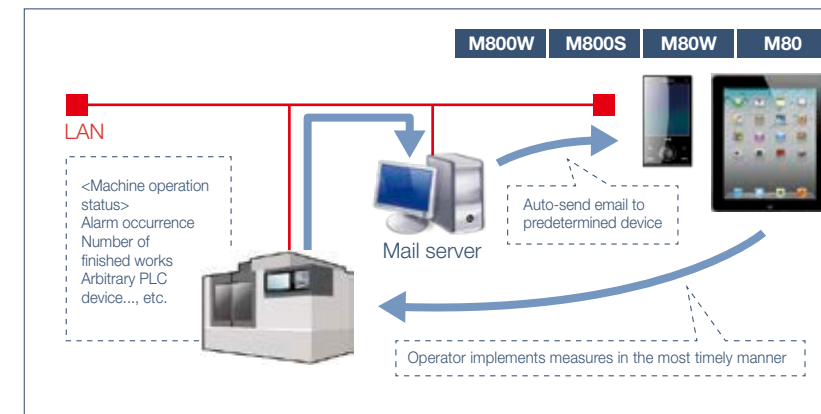 M800W M800S M80W M80
LAN
<Machine operation
status>
Alarm occurrence
Number of
finished works
Arbitrary PLC
device..., etc.
Mail server
Auto-send email to
predetermined device
Operator implements measures in the most timely manner